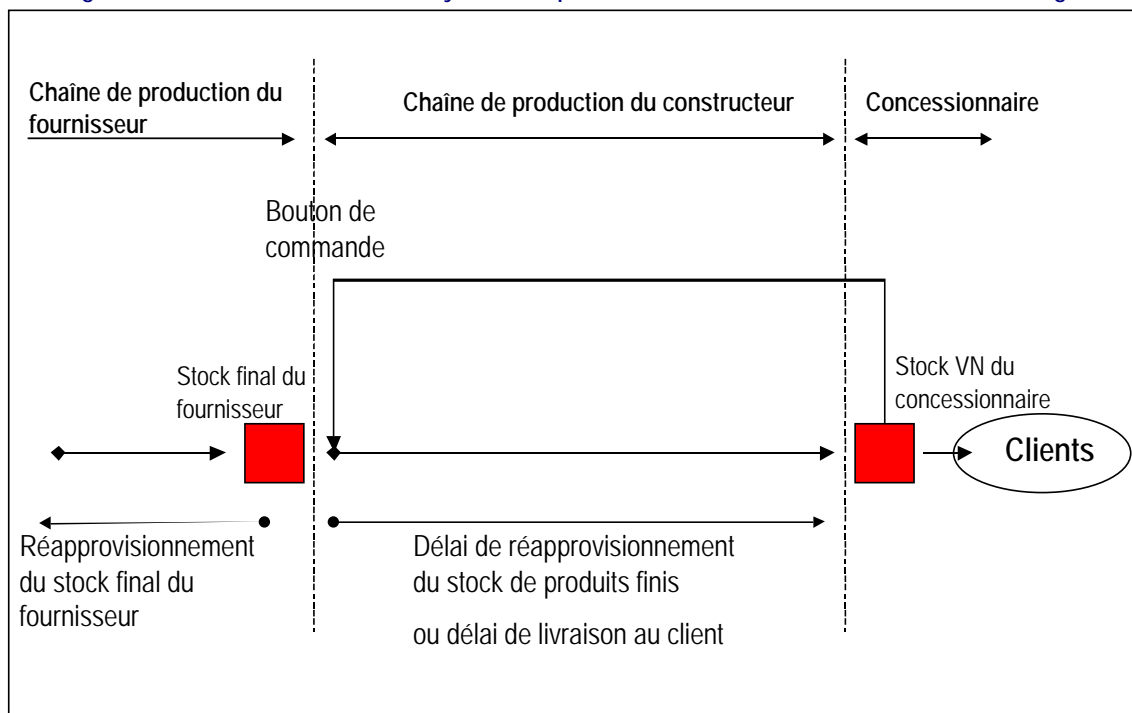 Chaîne de production du
fournisseur
Chaîne de production du constructeur
Concessionnaire
Bouton de
commande
Stock final du
fournisseur
Stock VN du
concessionnaire
Clients
Réapprovisionnement
du stock final du
fournisseur
Délai de réapprovisionnement
du stock de produits finis
ou délai de livraison au client